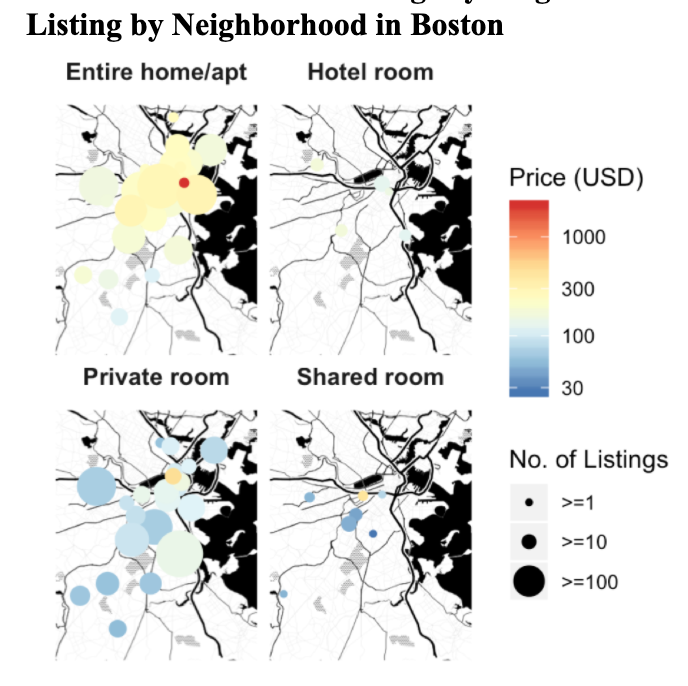 Listing by Neighborhood in Boston
Entire home/apt
Hotel room
Price (USD)
1000
300
100
30
Private room
Shared room
No. of Listings
>=1
>=10
>=100